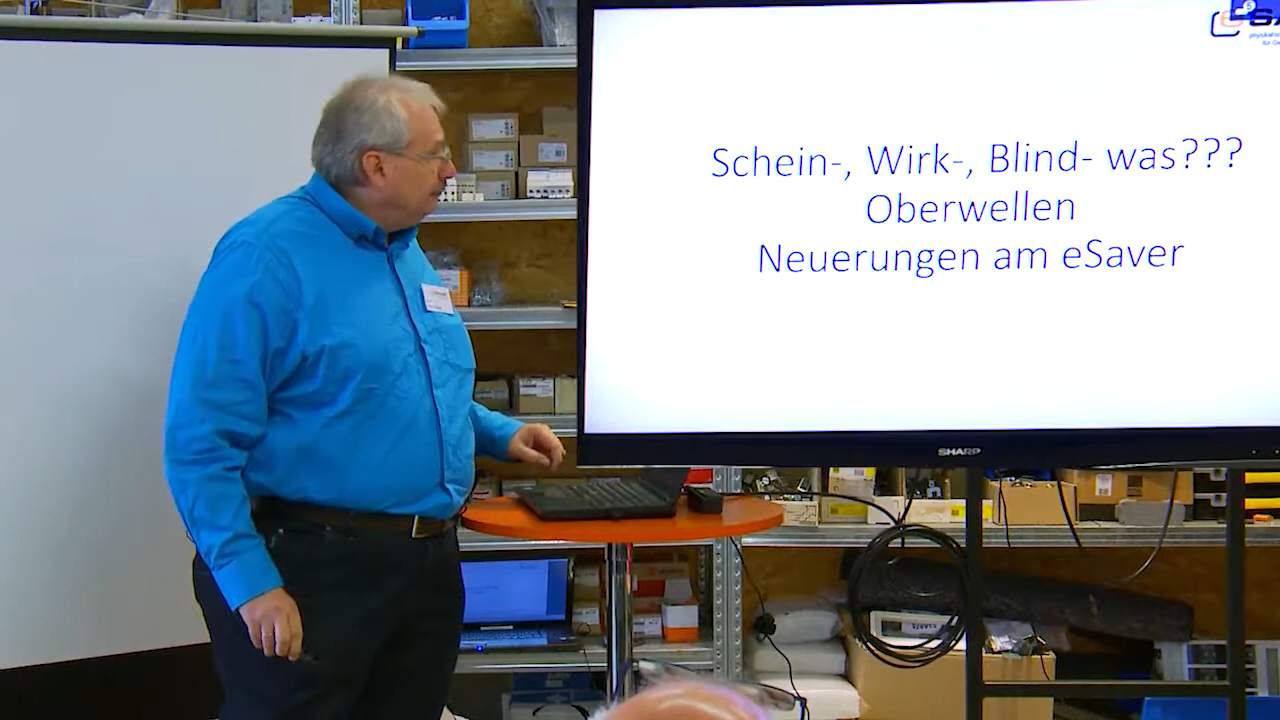 Schein-, Wirk-, Blind- was???
Oberwellen
Neuerungen am eSaver
SHARP